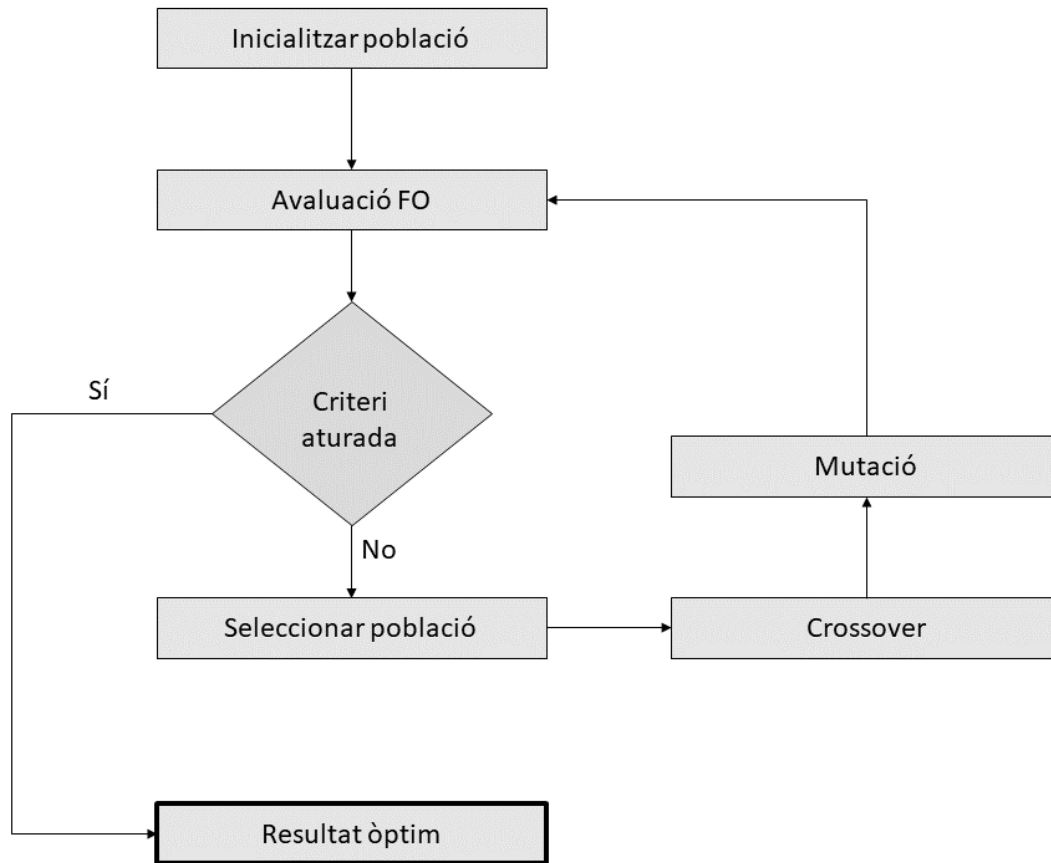 Inicialitzar població
Avaluació FO
Sí
Criteri
aturada
No
Mutació
Seleccionar població
Crossover
Resultat òptim